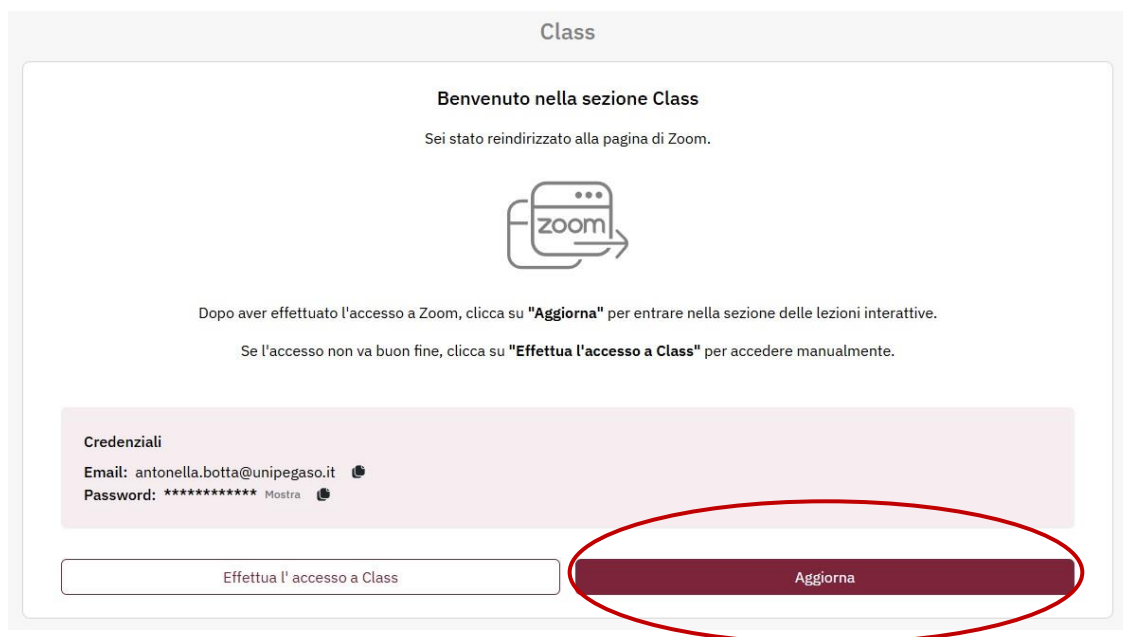 Class
Benvenuto nella sezione Class
Sei stato reindirizzato alla pagina di Zoom.
zoom
Dopo aver effettuato l'accesso a Zoom, clicca su "Aggiorna" per entrare nella sezione delle lezioni interattive.
Se l'accesso non va buon fine, clicca su "Effettua l'accesso a Class" per accedere manualmente.
Credenziali
Email: antonella.botta@unipegaso.it
Password: ************ Mostra
Effettua l' accesso a Class
Aggiorna